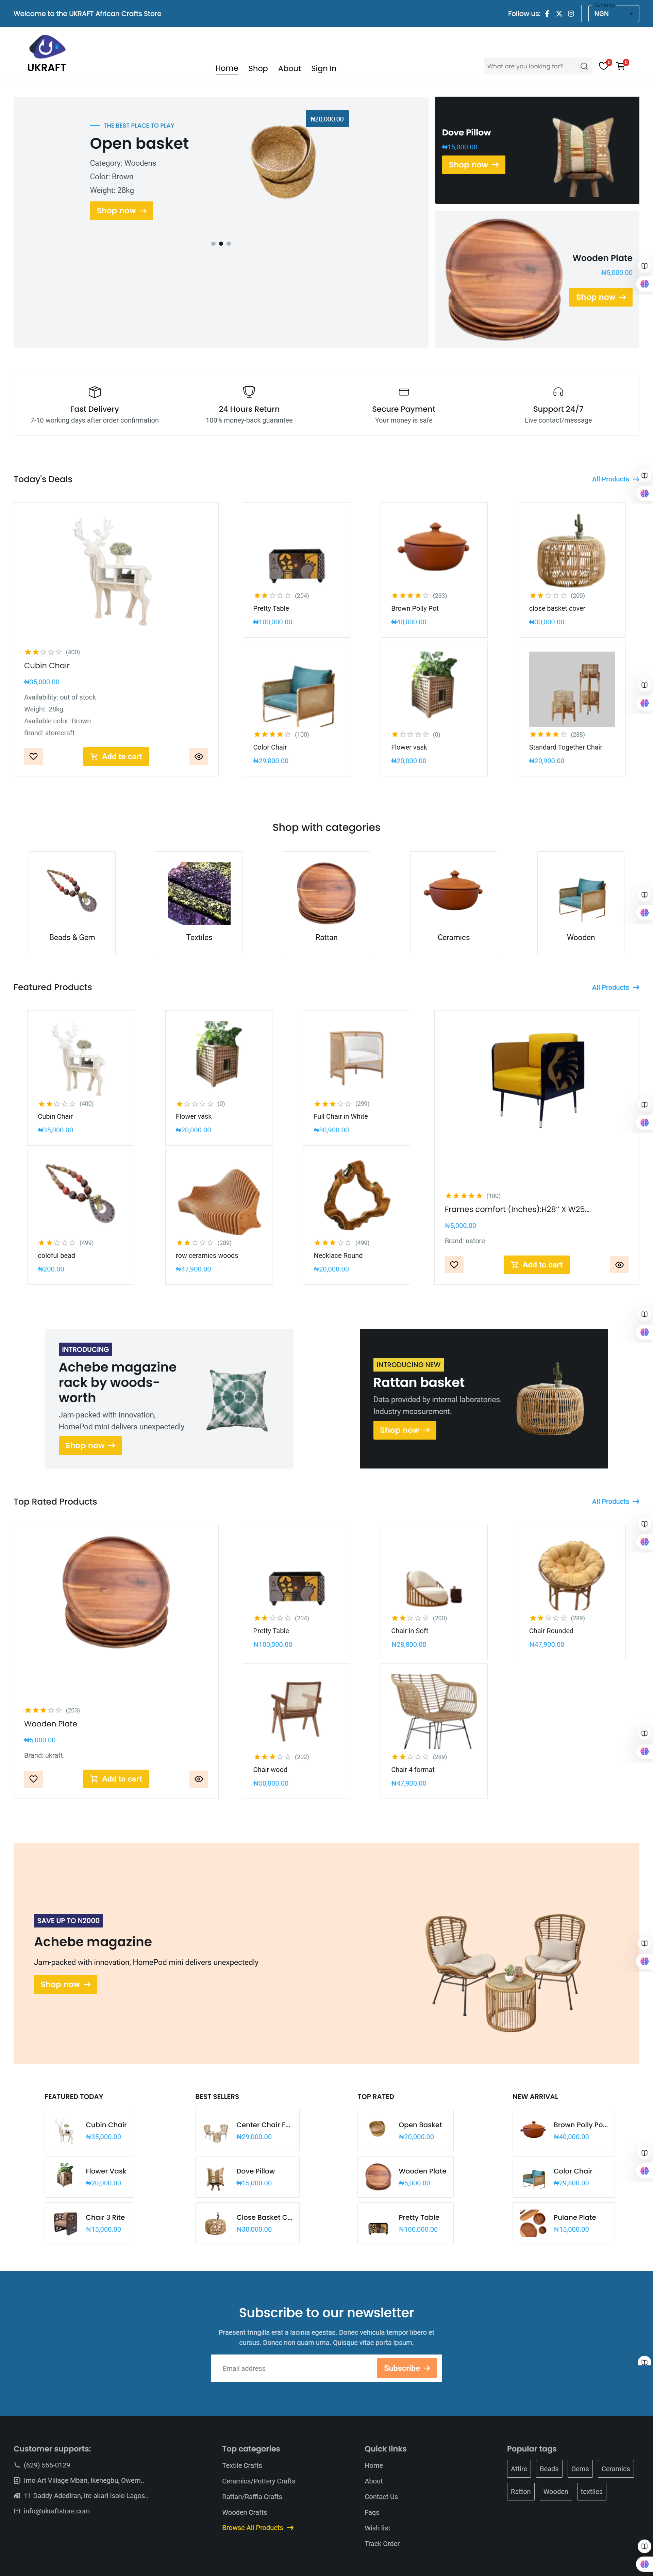 Welcome to the UKRAFT African Crafts Store
Follow us:
Currency
NGN
UKRAFT
Home
Shop
About
Sign In
What are you looking for?
0
0
THE BEST PLACE TO PLAY
Open basket
Category: Woodens
Color: Brown
Weight: 28kg
Shop now
₦20,000.00
Dove Pillow
₦15,000.00
Shop now
Wooden Plate
₦5,000.00
Shop now
Fast Delivery
7-10 working days after order confirmation
24 Hours Return
100% money-back guarantee
Secure Payment
Your money is safe
Support 24/7
Live contact/message
Today's Deals
All Products
(400)
Cubin Chair
₦35,000.00
Availability: out of stock
Weight: 28kg
Available color: Brown
Brand: storecraft
Add to cart
(204)
Pretty Table
₦100,000.00
(233)
Brown Polly Pot
₦40,000.00
(200)
close basket cover
₦30,000.00
(100)
Color Chair
₦29,800.00
(0)
Flower vask
₦20,000.00
(288)
Standard Together Chair
₦20,900.00
Shop with categories
Beads & Gem
Textiles
Rattan
Ceramics
Wooden
Featured Products
All Products
(400)
Cubin Chair
₦35,000.00
(0)
Flower vask
₦20,000.00
(299)
Full Chair in White
₦80,900.00
(499)
coloful bead
₦200.00
(289)
row ceramics woods
₦47,900.00
(499)
Necklace Round
₦20,000.00
(100)
Frames comfort (Inches):H28'' X W25...
₦5,000.00
Brand: ustore
Add to cart
INTRODUCING
Achebe magazine
rack by woods-
worth
Jam-packed with innovation,
HomePod mini delivers unexpectedly
Shop now
INTRODUCING NEW
Rattan basket
Data provided by internal laboratories.
Industry measurement.
Shop now
Top Rated Products
All Products
(203)
Wooden Plate
₦5,000.00
Brand: ukraft
Add to cart
(204)
Pretty Table
₦100,000.00
(200)
Chair in Soft
₦28,800.00
(289)
Chair Rounded
₦47,900.00
(202)
Chair wood
₦50,000.00
(289)
Chair 4 format
₦47,900.00
SAVE UP TO ₦2000
Achebe magazine
Jam-packed with innovation, HomePod mini delivers unexpectedly
Shop now
FEATURED TODAY
Cubin Chair
₦35,000.00
Flower Vask
₦20,000.00
Chair 3 Rite
₦15,000.00
BEST SELLERS
Center Chair F...
₦29,000.00
Dove Pillow
₦15,000.00
Close Basket C...
₦30,000.00
TOP RATED
Open Basket
₦20,000.00
Wooden Plate
₦5,000.00
Pretty Table
₦100,000.00
NEW ARRIVAL
Brown Polly Po...
₦40,000.00
Color Chair
₦29,800.00
Pulane Plate
₦15,000.00
Subscribe to our newsletter
Praesent fringilla erat a lacinia egestas. Donec vehicula tempor libero et
cursus. Donec non quam urna. Quisque vitae porta ipsum.
Email address
Subscribe
Customer supports:
(629) 555-0129
Imo Art Village Mbari, Ikenegbu, Owerri..
11 Daddy Adediran, Ire-akari Isolo Lagos..
info@ukraftstore.com
Top categories
Textile Crafts
Ceramics/Pottery Crafts
Rattan/Raffia Crafts
Wooden Crafts
Browse All Products
Quick links
Home
About
Contact Us
Faqs
Wish list
Track Order
Popular tags
Attire
Beads
Gems
Ceramics
Ratton
Wooden
textiles